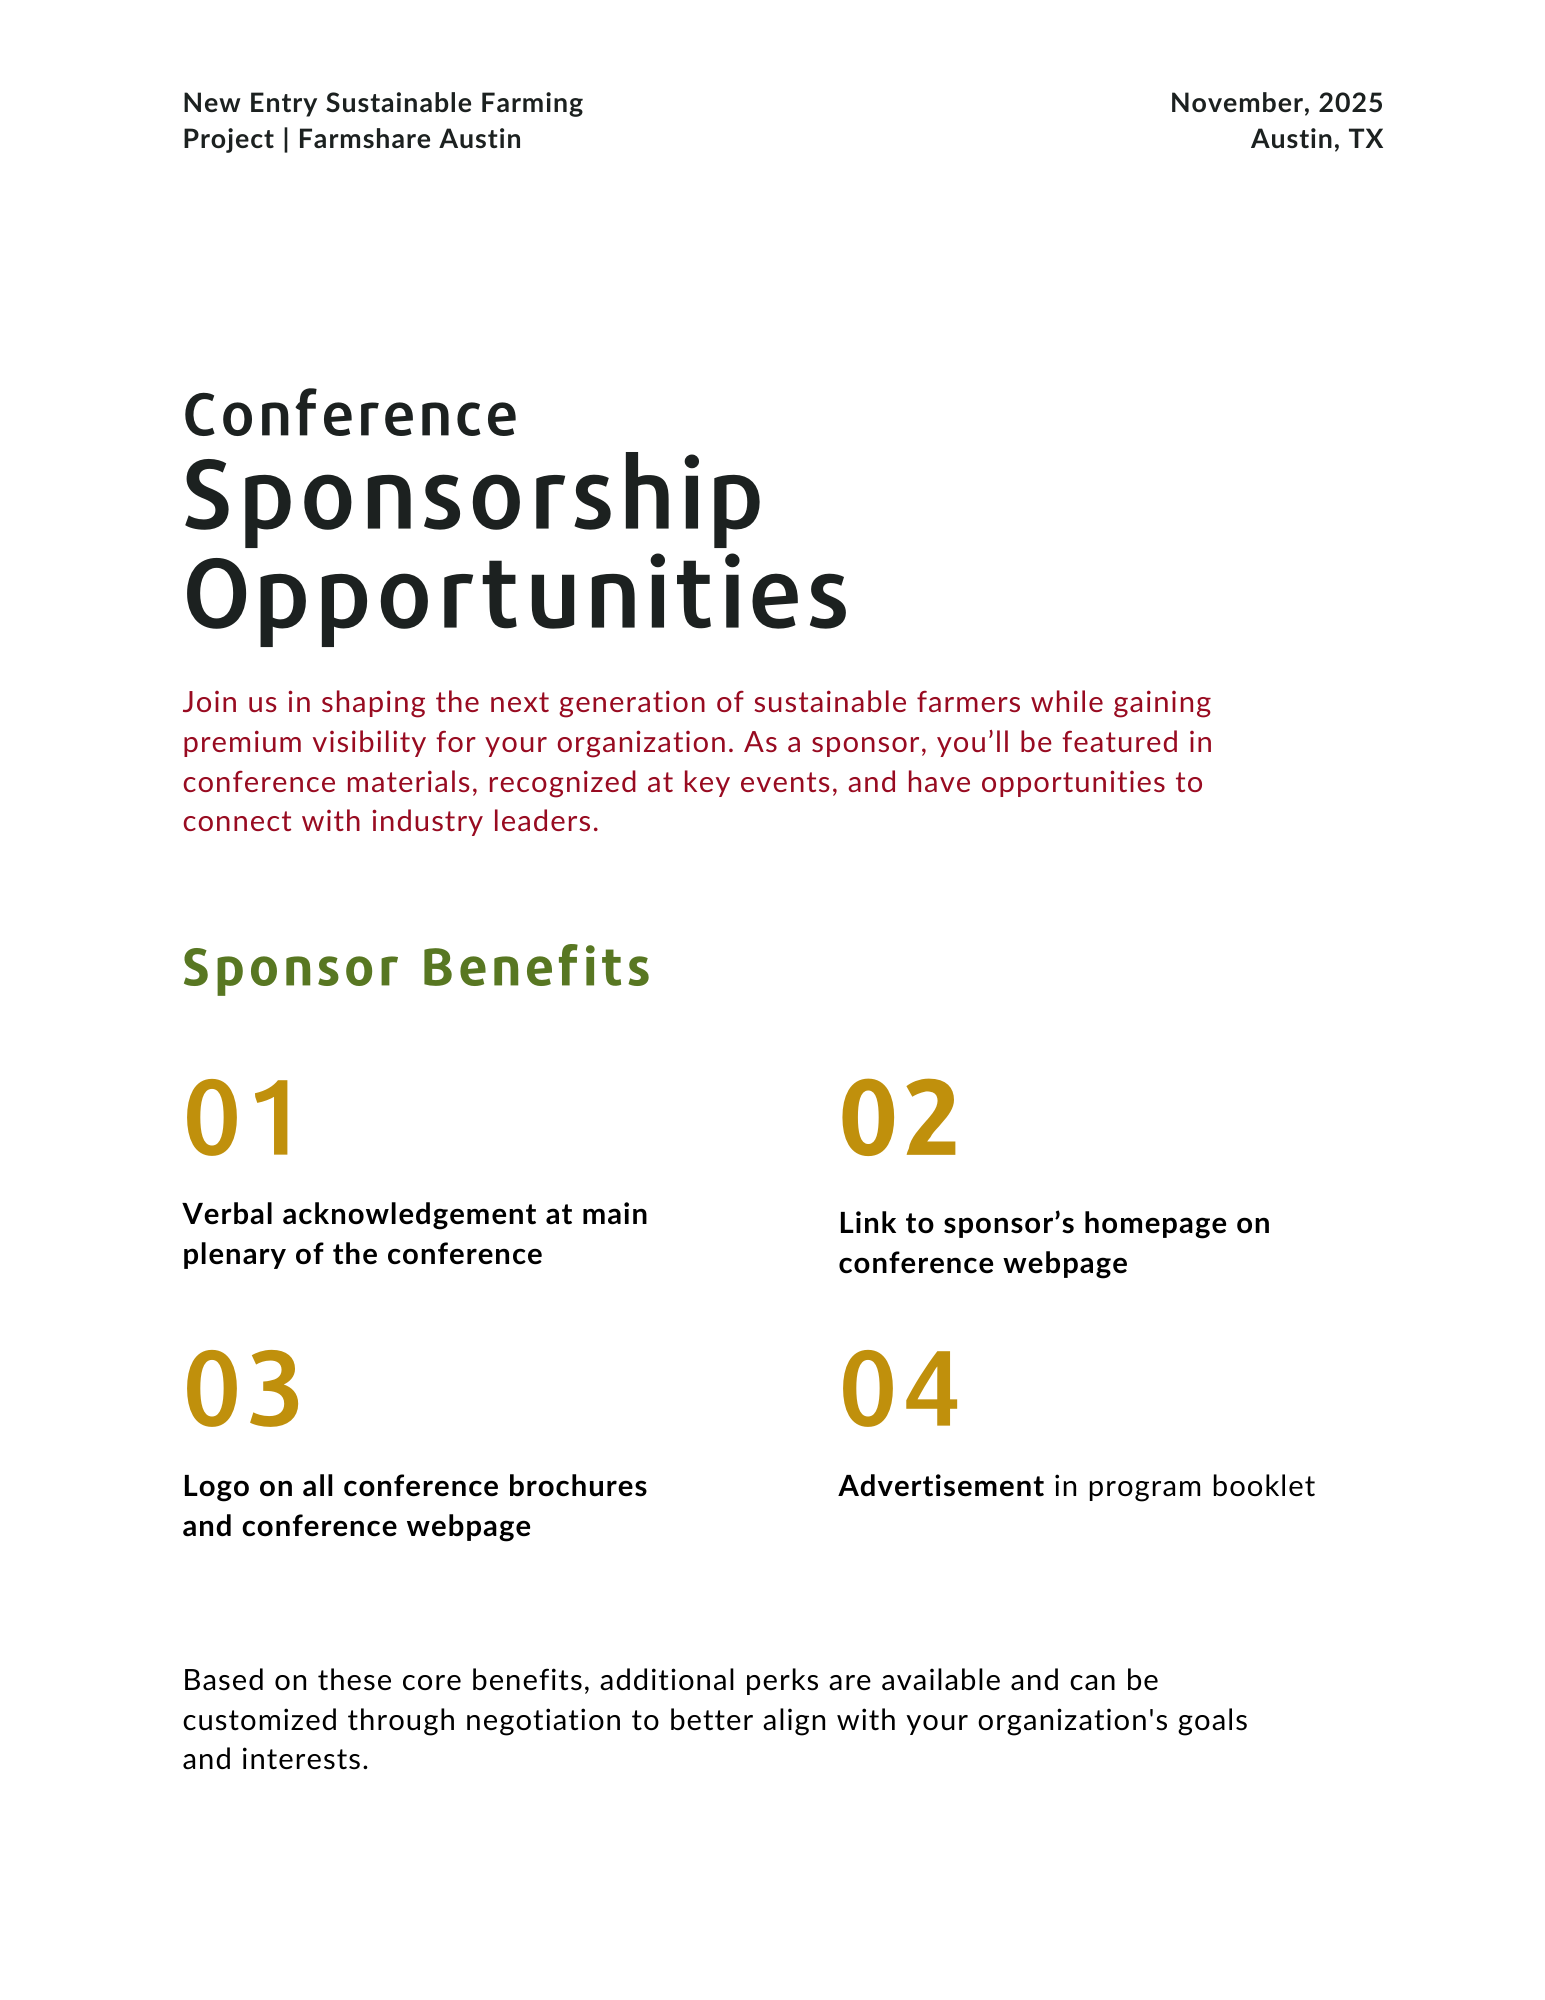 New Entry Sustainable Farming
Project | Farmshare Austin
November, 2025
Austin, TX
Conference
Sponsorship
Opportunities
Join us in shaping the next generation of sustainable farmers while gaining
premium visibility for your organization. As a sponsor, you’ll be featured in
conference materials, recognized at key events, and have opportunities to
connect with industry leaders.
Sponsor Benefits
01
Verbal acknowledgement at main
plenary of the conference
02
Link to sponsor’s homepage on
conference webpage
03
Logo on all conference brochures
and conference webpage
04
Advertisement in program booklet
Based on these core benefits, additional perks are available and can be
customized through negotiation to better align with your organization's goals
and interests.